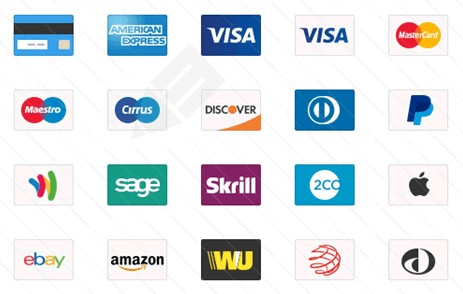 AMERICAN
EXPRESS
VISA
VISA
MasterCard
Maestro
Cirrus
DISCOVER
sage
Skrill
2CO
ebay
amazon
WU